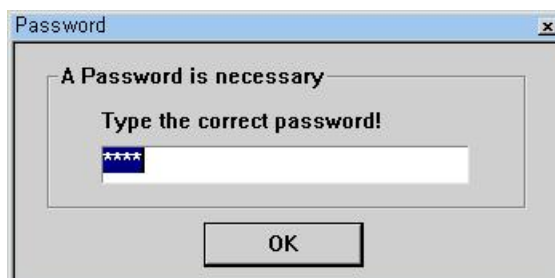 Password
A Password is necessary
Type the correct password!
****
OK